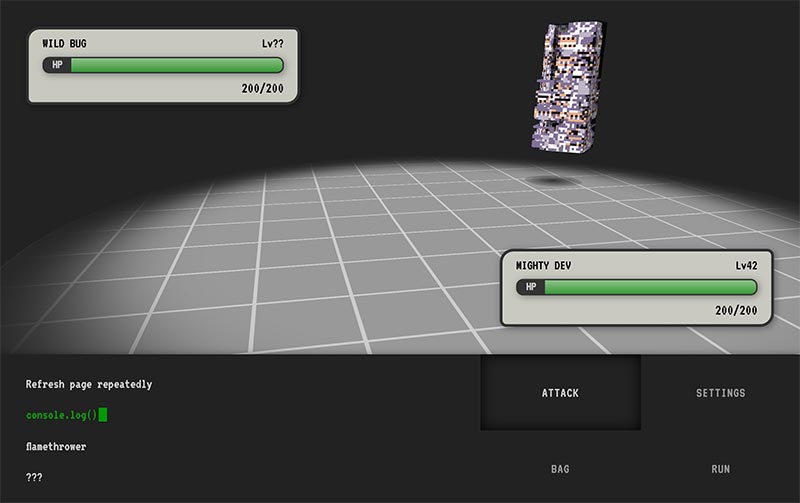 WILD BUG Lv??
HP
200/200
MIGHTY DEV Lv42
HP
200/200
Refresh page repeatedly
console.log()
flamethrower
???
ATTACK SETTINGS
BAG RUN